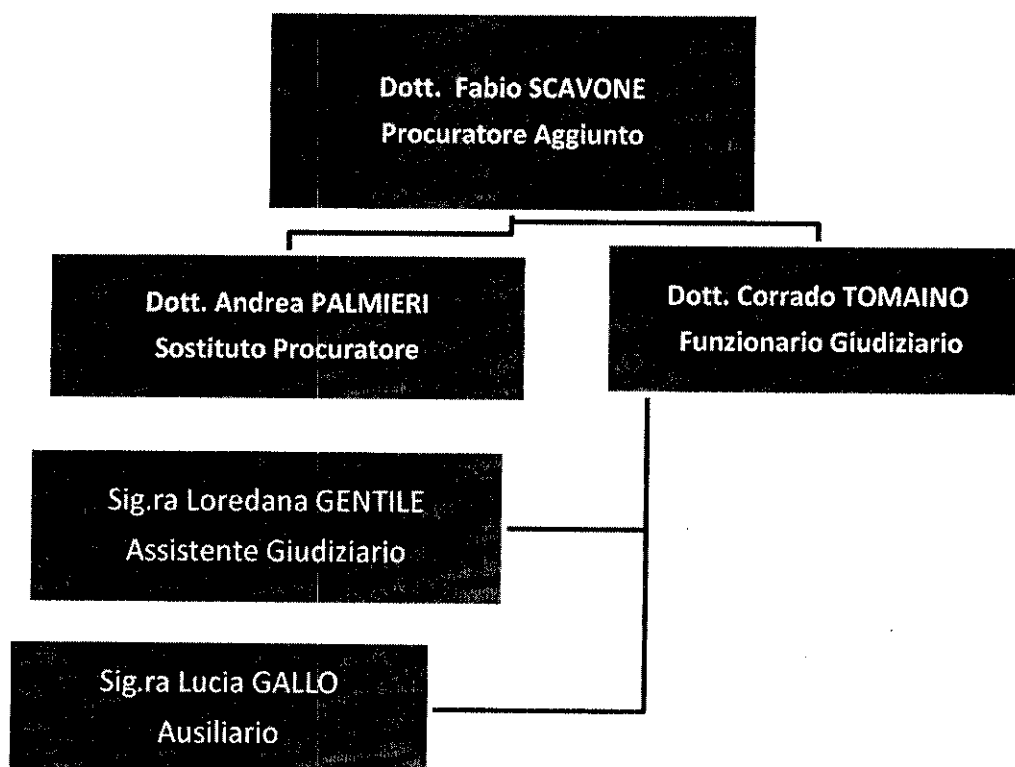 Dott. Fabio SCAVONE
Procuratore Aggiunto
Dott. Andrea PALMIERI
Sostituto Procuratore
Dott. Corrado TOMAINO
Funzionario Giudiziario
Sig.ra Loredana GENTILE
Assistente Giudiziario
Sig.ra Lucia GALLO
Ausiliario